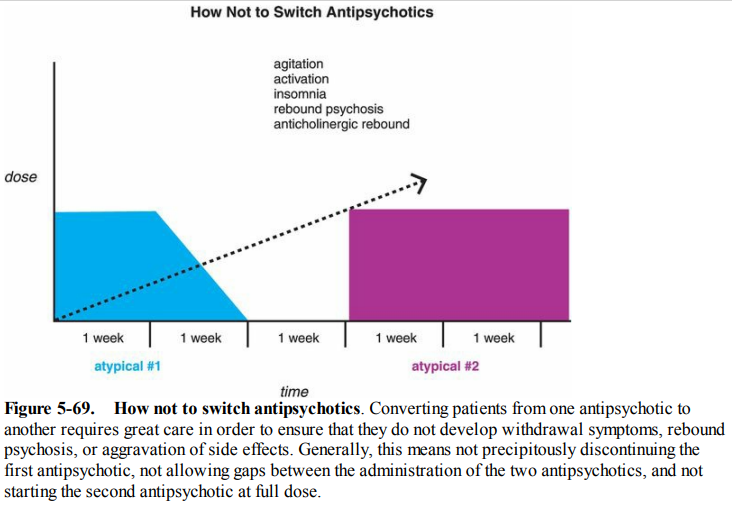 How Not to Switch Antipsychotics
agitation
activation
insomnia
rebound psychosis
anticholinergic rebound
dose
1 week
1 week
1 week
1 week
1 week
atypical #1
atypical #2
time
Figure 5-69. How not to switch antipsychotics. Converting patients from one antipsychotic to
another requires great care in order to ensure that they do not develop withdrawal symptoms, rebound
psychosis, or aggravation of side effects. Generally, this means not precipitously discontinuing the
first antipsychotic, not allowing gaps between the administration of the two antipsychotics, and not
starting the second antipsychotic at full dose.